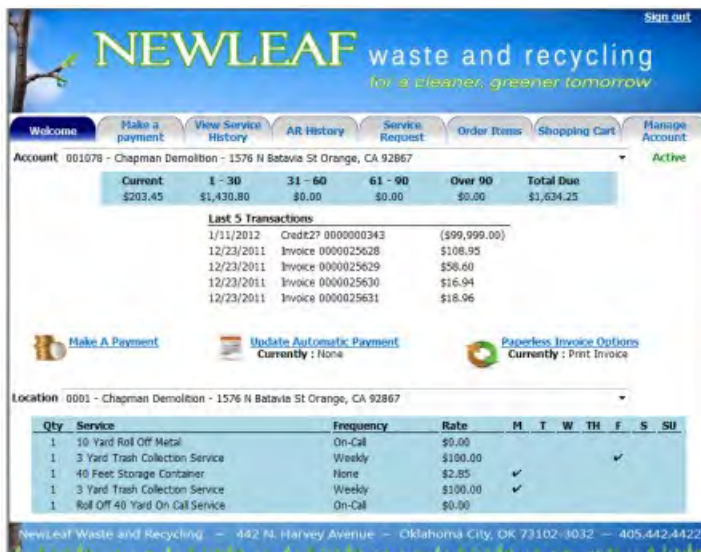 Sign out
NEWLEAF waste and recycling
for a cleaner, greener tomorrow
Welcome Make a payment View Service History AR History Service Request Order Items Shopping Cart Manage Account
Account 001078 - Chapman Demolition - 1576 N Batavia St Orange, CA 92867 Active
Current 1 - 30 31 - 60 61 - 90 Over 90 Total Due
$203.45 $1,430.80 $0.00 $0.00 $0.00 $1,634.25
Last 5 Transactions
1/11/2012 Credit27 0000000343 ($99,999.00)
12/23/2011 Invoice 0000025628 $108.95
12/23/2011 Invoice 0000025629 $58.60
12/23/2011 Invoice 0000025630 $16.94
12/23/2011 Invoice 0000025631 $18.96
Make A Payment Update Automatic Payment Paperless Invoice Options
Currently : None Currently : Print Invoice
Location 0001 - Chapman Demolition - 1576 N Batavia St Orange, CA 92867
Qty Service Frequency Rate M T W TH F S SU
1 10 Yard Roll Off Metal On-Call $0.00
1 3 Yard Trash Collection Service Weekly $100.00 ✔
1 40 Feet Storage Container None $2.85 ✔
1 3 Yard Trash Collection Service Weekly $100.00 ✔
1 Roll Off 40 Yard On Call Service On-Call $0.00
NewLeaf Waste and Recycling – 442 N. Harvey Avenue – Oklahoma City, OK 73102-3032 – 405.442.4422